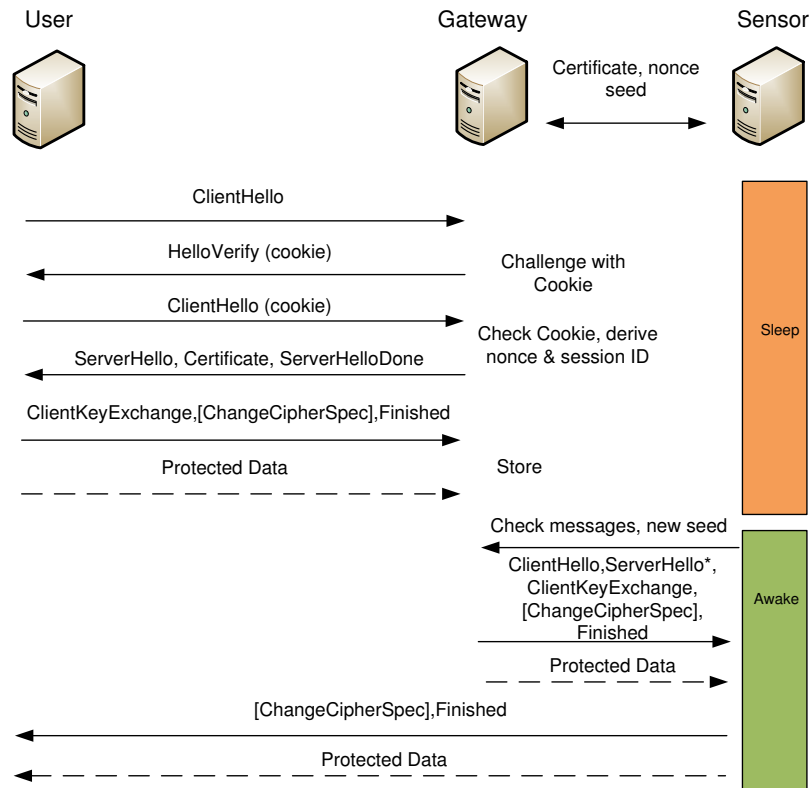 User
Gateway
Sensor
Certificate, nonce
seed
ClientHello
HelloVerify (cookie)
Challenge with
Cookie
ClientHello (cookie)
Check Cookie, derive
nonce & session ID
Sleep
ServerHello, Certificate, ServerHelloDone
ClientKeyExchange,[ChangeCipherSpec],Finished
Protected Data
Store
Check messages, new seed
ClientHello,ServerHello*,
ClientKeyExchange,
[ChangeCipherSpec],
Finished
Awake
Protected Data
[ChangeCipherSpec],Finished
Protected Data